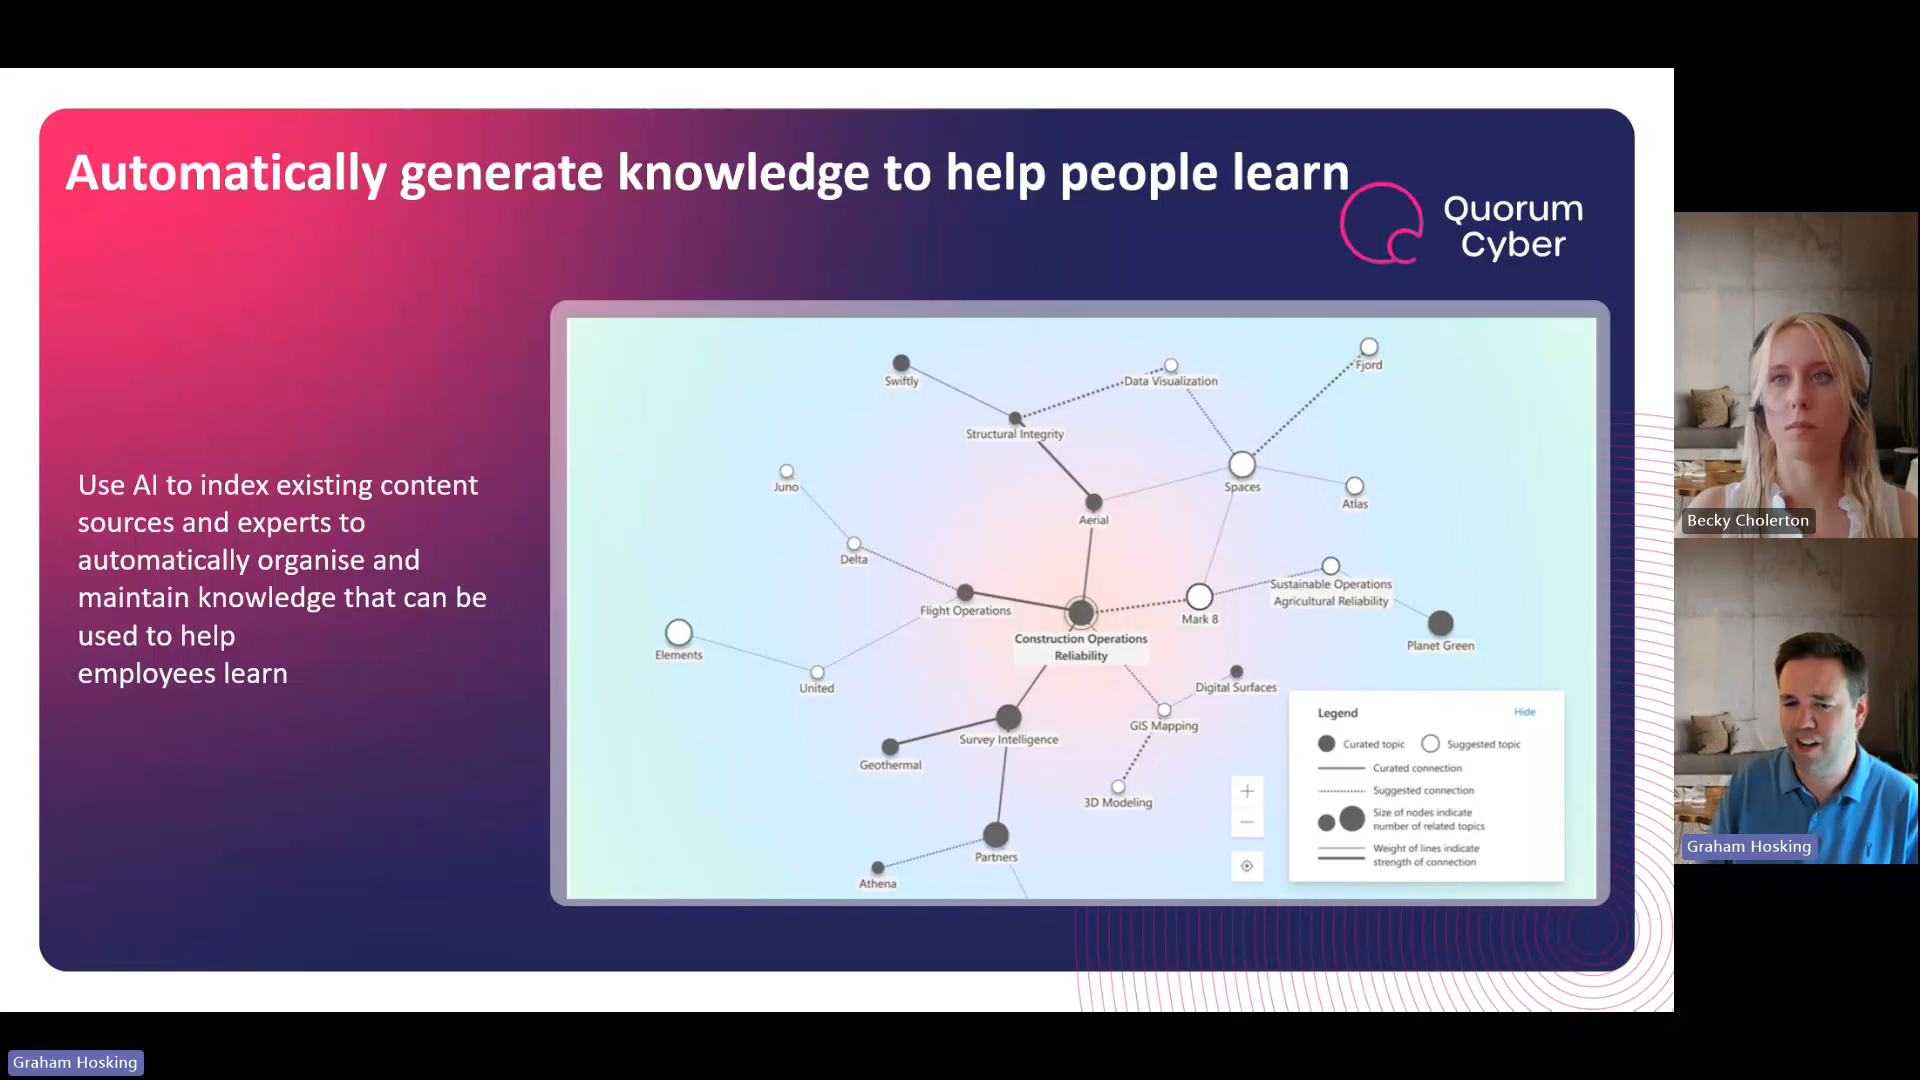 Automatically generate knowledge to help people learn
Quorum
Cyber
Use AI to index existing content
sources and experts to
automatically organise and
maintain knowledge that can be
used to help
employees learn
Swiftly
Data Visualization
Fjord
Structural Integrity
Juno
Spaces
Atlas
Aerial
Delta
Flight Operations
Sustainable Operations
Agricultural Reliability
Mark 8
Construction Operations
Reliability
Planet Green
Elements
United
Digital Surfaces
GIS Mapping
Survey Intelligence
Geothermal
3D Modeling
Partners
Athena
Legend
Hide
Curated topic
Suggested topic
Curated connection
Suggested connection
Size of nodes indicate
number of related topics
Weight of lines indicate
strength of connection
Becky Cholerton
Graham Hosking
Graham Hosking